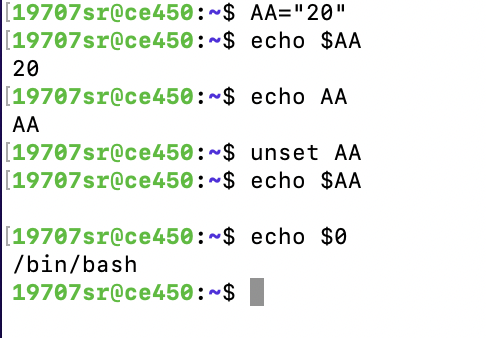 [19707sr@ce450:~$ AA="20"
[19707sr@ce450:~$ echo $AA
20
[19707sr@ce450:~$ echo AA
AA
[19707sr@ce450:~$ unset AA
[19707sr@ce450:~$ echo $AA
[19707sr@ce450:~$ echo $0
/bin/bash
19707sr@ce450:~$